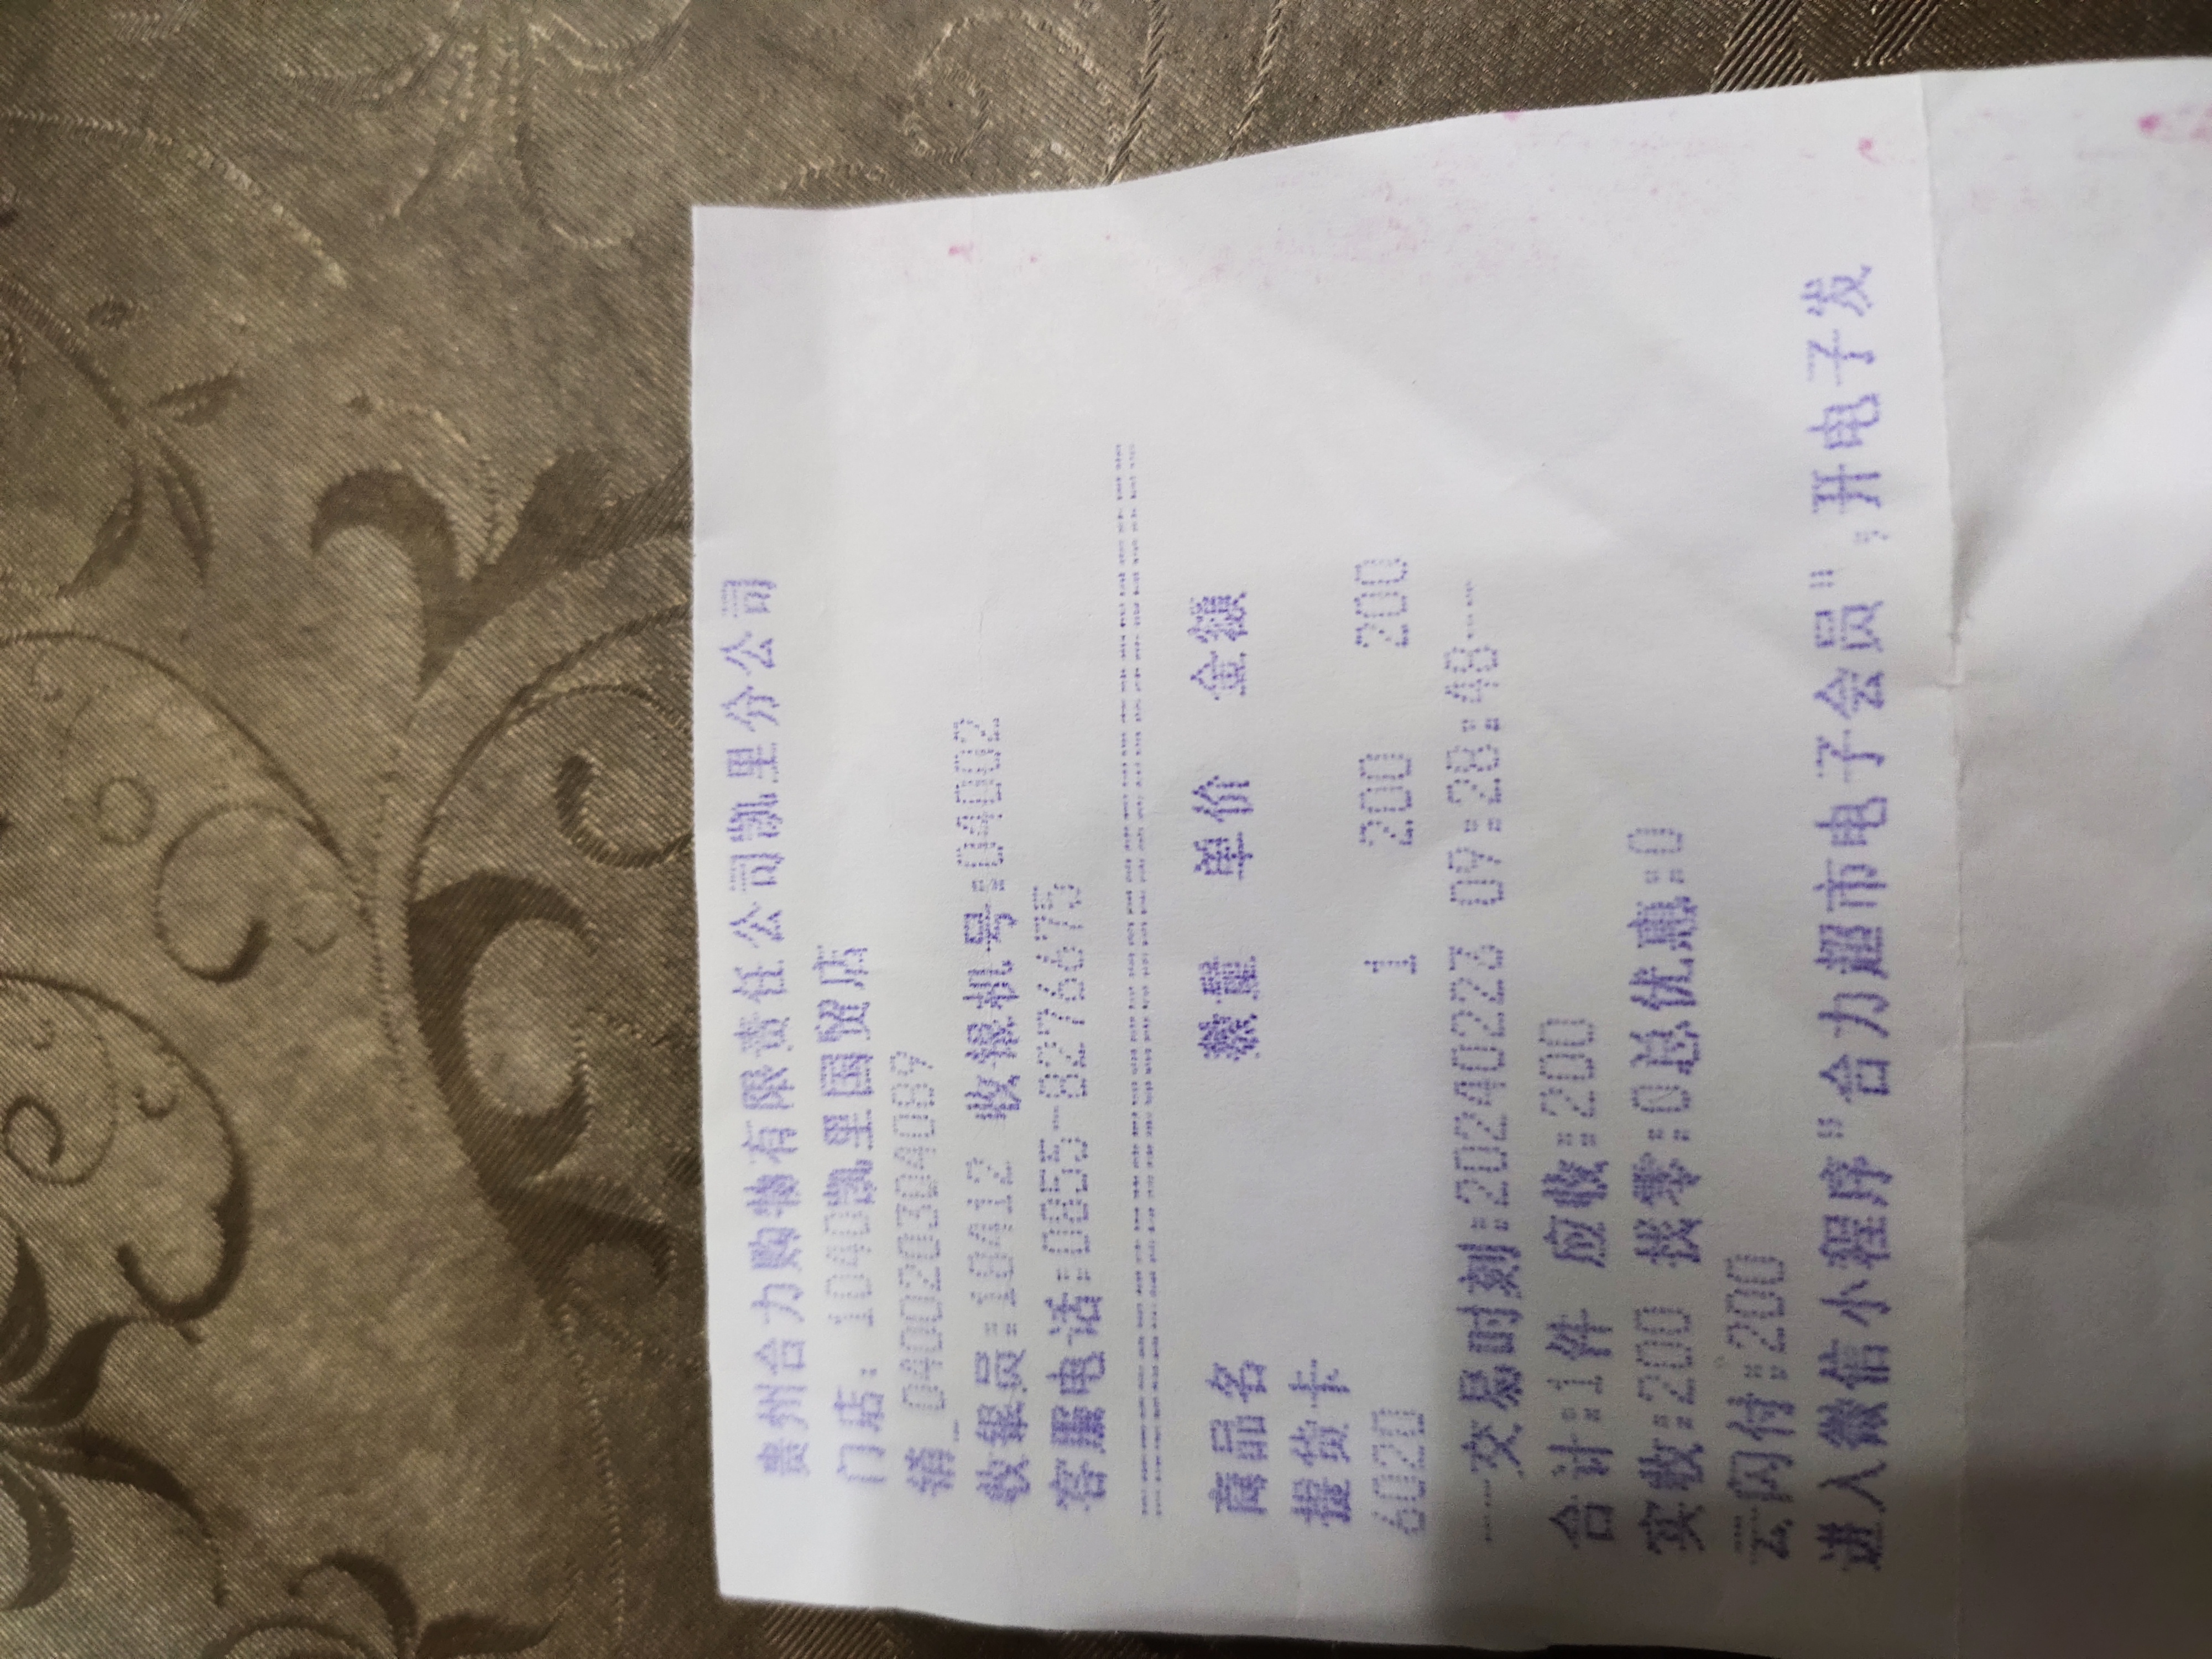 贵州合力购物有限责任公司凯里分公司
门店: 1040凯里国贸店
销_040020304089
收银员:10412 收银机号:04002
客服电话:0855-8276675
========================================
商品名 数量 单价 金额
提货卡
6020 1 200 200
---交易时刻:20240227 09:28:48---
合计:1件 应收:200
实收:200 找零:0总优惠:0
云闪付:200
进入微信小程序"合力超市电子会员",开电子发